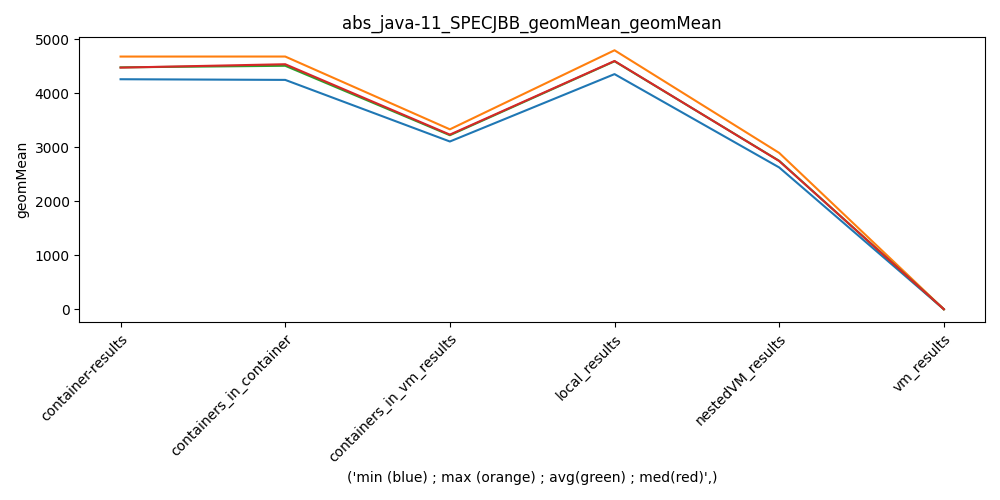 abs_java-11_SPECJBB_geomMean_geomMean
5000
4000
3000
2000
1000
0
geomMean
container-results
containers_in_container
containers_in_vm_results
local_results
nestedVM_results
vm_results
('min (blue) ; max (orange) ; avg(green) ; med(red)',)